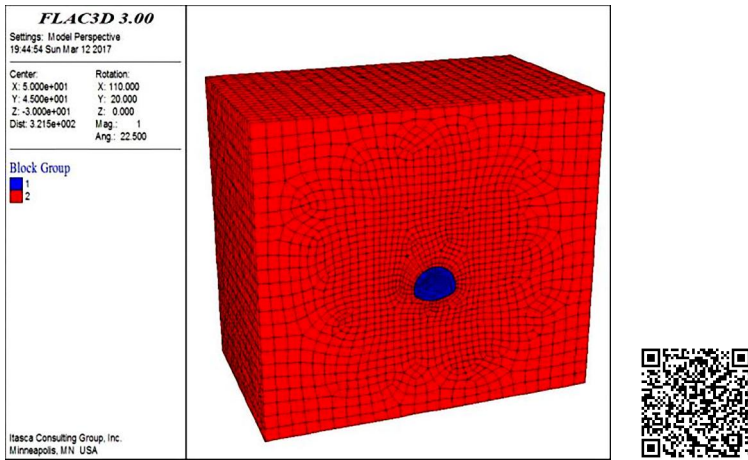 FLAC3D 3.00
Settings: Model Perspective
19:44:54 Sun Mar 12 2017
Center:
X: 5.000e+001
Y: 4.500e+001
Z: -3.000e+001
Dist: 3.215e+002
Rotation:
X: 110.000
Y: 20.000
Z: 0.000
Mag.: 1
Ang.: 22.500
Block Group
1
2
Itasca Consulting Group, Inc.
Minneapolis, MN USA